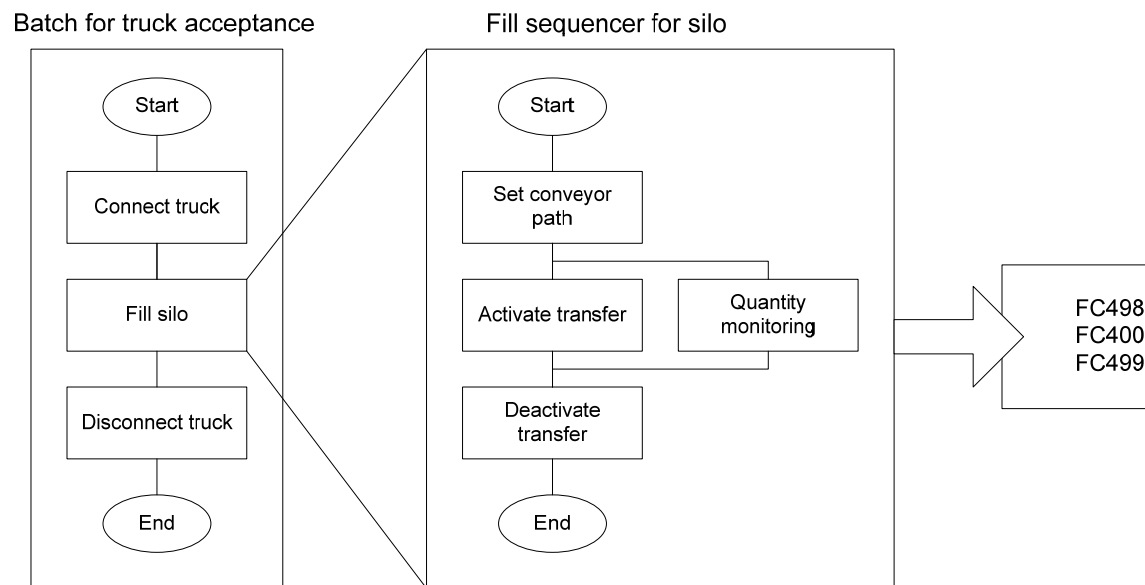 Batch for truck acceptance
Start
Connect truck
Fill silo
Disconnect truck
End
Fill sequencer for silo
Start
Set conveyor
path
Activate transfer
Quantity
monitoring
Deactivate
transfer
End
FC498
FC400
FC499